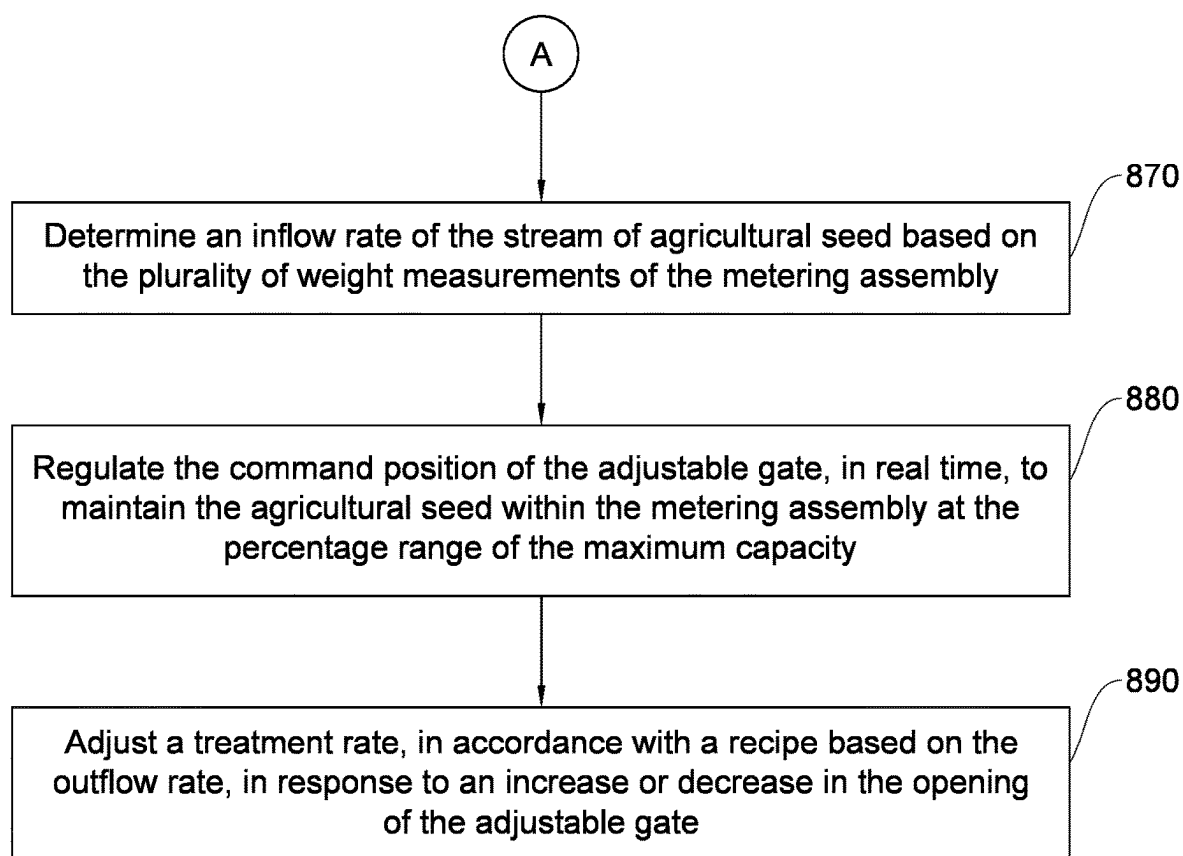 A
870
Determine an inflow rate of the stream of agricultural seed based on
the plurality of weight measurements of the metering assembly
880
Regulate the command position of the adjustable gate, in real time, to
maintain the agricultural seed within the metering assembly at the
percentage range of the maximum capacity
890
Adjust a treatment rate, in accordance with a recipe based on the
outflow rate, in response to an increase or decrease in the opening
of the adjustable gate